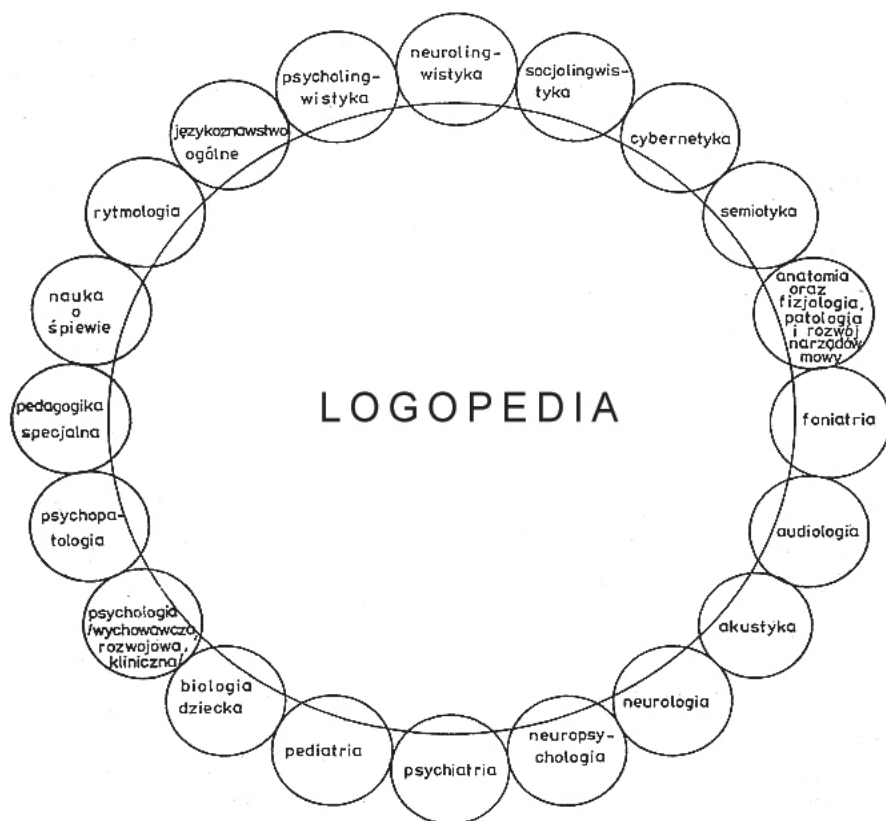 neuroling-
wistyka
socjolingwis-
tyka
cybernetyka
semiotyka
anatomia
oraz
fizjologia,
patologia
i rozwój
narządów
mowy
foniatria
audiologia
akustyka
neurologia
neuropsy-
chologia
psychiatria
pediatria
biologia
dziecka
psychologia
/wychowawcza,
rozwojowa,
kliniczna/
psychopa-
tologia
pedagogika
specjalna
nauka
o
śpiewie
rytmologia
językoznawstwo
ogólne
psycholing-
wistyka
LOGOPEDIA